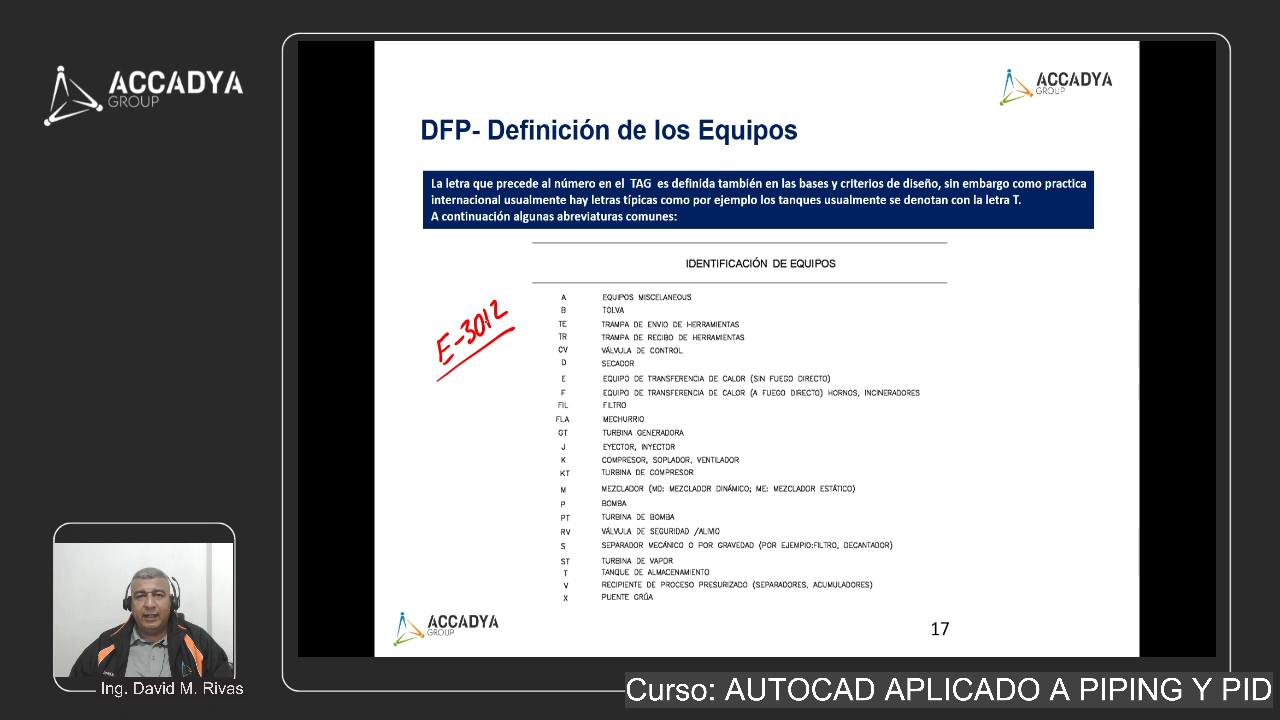 ACCADYA
GROUP
ACCADYA
GROUP
DFP- Definición de los Equipos
La letra que precede al número en el TAG es definida también en las bases y criterios de diseño, sin embargo como practica
internacional usualmente hay letras típicas como por ejemplo los tanques usualmente se denotan con la letra T.
A continuación algunas abreviaturas comunes:
IDENTIFICACIÓN DE EQUIPOS
E-3012
A EQUIPOS MISCELANEOUS
B TOLVA
TE TRAMPA DE ENVIO DE HERRAMIENTAS
TR TRAMPA DE RECIBO DE HERRAMIENTAS
CV VÁLVULA DE CONTROL
D SECADOR
E EQUIPO DE TRANSFERENCIA DE CALOR (SIN FUEGO DIRECTO)
F EQUIPO DE TRANSFERENCIA DE CALOR (A FUEGO DIRECTO) HORNOS, INCINERADORES
FIL FILTRO
FLA MECHURRIO
GT TURBINA GENERADORA
J EYECTOR, INYECTOR
K COMPRESOR, SOPLADOR, VENTILADOR
KT TURBINA DE COMPRESOR
M MEZCLADOR (MD: MEZCLADOR DINÁMICO; ME: MEZCLADOR ESTÁTICO)
P BOMBA
PT TURBINA DE BOMBA
RV VÁLVULA DE SEGURIDAD /ALIVIO
S SEPARADOR MECÁNICO O POR GRAVEDAD (POR EJEMPLO:FILTRO, DECANTADOR)
ST TURBINA DE VAPOR
T TANQUE DE ALMACENAMIENTO
V RECIPIENTE DE PROCESO PRESURIZADO (SEPARADORES, ACUMULADORES)
X PUENTE GRÚA
ACCADYA
GROUP
17
Ing. David M. Rivas
Curso: AUTOCAD APLICADO A PIPING Y PID